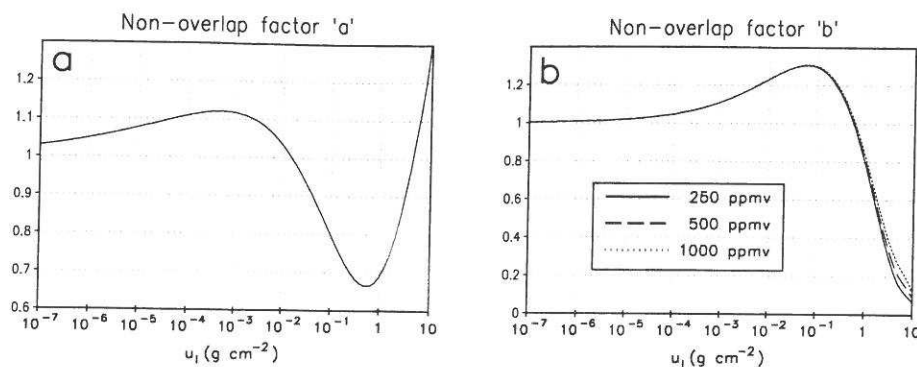 Non-overlap factor 'a'
a
1.2
1.1
1
0.9
0.8
0.7
0.6
10⁻⁷ 10⁻⁶ 10⁻⁵ 10⁻⁴ 10⁻³ 10⁻² 10⁻¹ 1 10
u₁ (g cm⁻²)
Non-overlap factor 'b'
b
1.2
1
0.8
0.6
0.4
0.2
0
250 ppmv
500 ppmv
1000 ppmv
10⁻⁷ 10⁻⁶ 10⁻⁵ 10⁻⁴ 10⁻³ 10⁻² 10⁻¹ 1 10
u₁ (g cm⁻²)